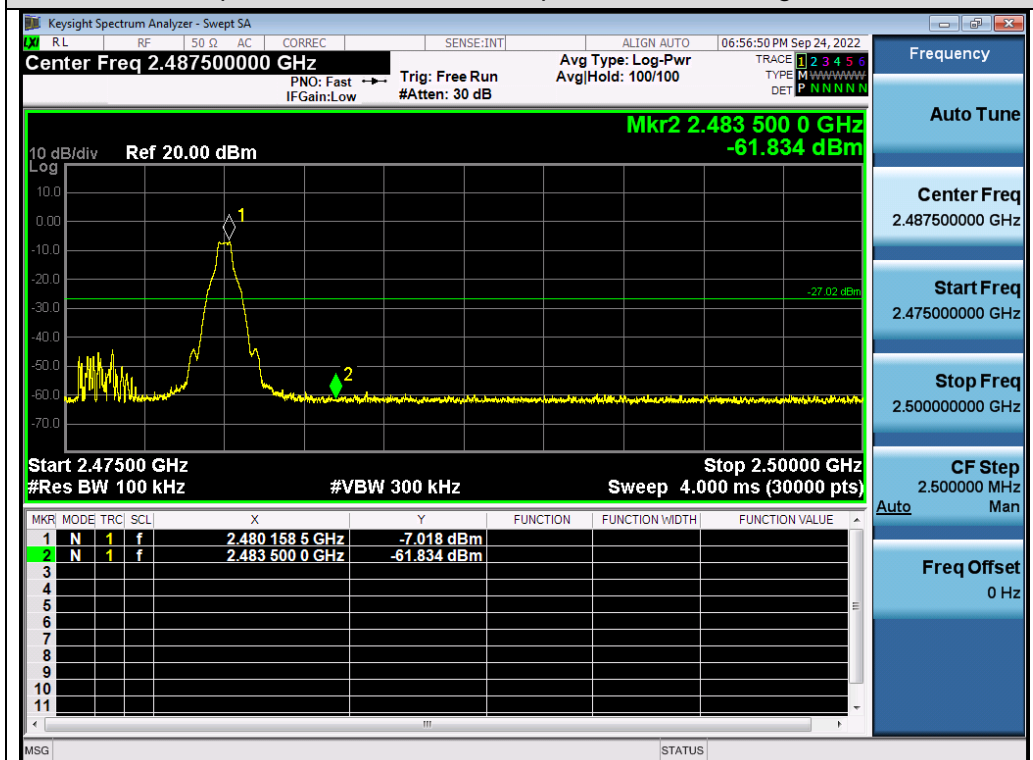 Keysight Spectrum Analyzer - Swept SA
LXI RL RF 50 Ω AC CORREC SENSE:INT ALIGN AUTO 06:56:50 PM Sep 24, 2022
Center Freq 2.487500000 GHz
PNO: Fast
IFGain:Low
Trig: Free Run
#Atten: 30 dB
Avg Type: Log-Pwr
Avg|Hold: 100/100
TRACE 1 2 3 4 5 6
TYPE M W W W W W
DET P N N N N N
Mkr2 2.483 500 0 GHz
-61.834 dBm
10 dB/div Ref 20.00 dBm
Log
10.0
0.00
-10.0
-20.0
-30.0
-40.0
-50.0
-60.0
-70.0
1
-27.02 dBm
2
Start 2.47500 GHz Stop 2.50000 GHz
#Res BW 100 kHz #VBW 300 kHz Sweep 4.000 ms (30000 pts)
MKR MODE TRC SCL X Y FUNCTION FUNCTION WIDTH FUNCTION VALUE
1 N 1 f 2.480 158 5 GHz -7.018 dBm
2 N 1 f 2.483 500 0 GHz -61.834 dBm
3
4
5
6
7
8
9
10
11
MSG STATUS
Frequency
Auto Tune
Center Freq
2.487500000 GHz
Start Freq
2.475000000 GHz
Stop Freq
2.500000000 GHz
CF Step
2.500000 MHz
Auto Man
Freq Offset
0 Hz